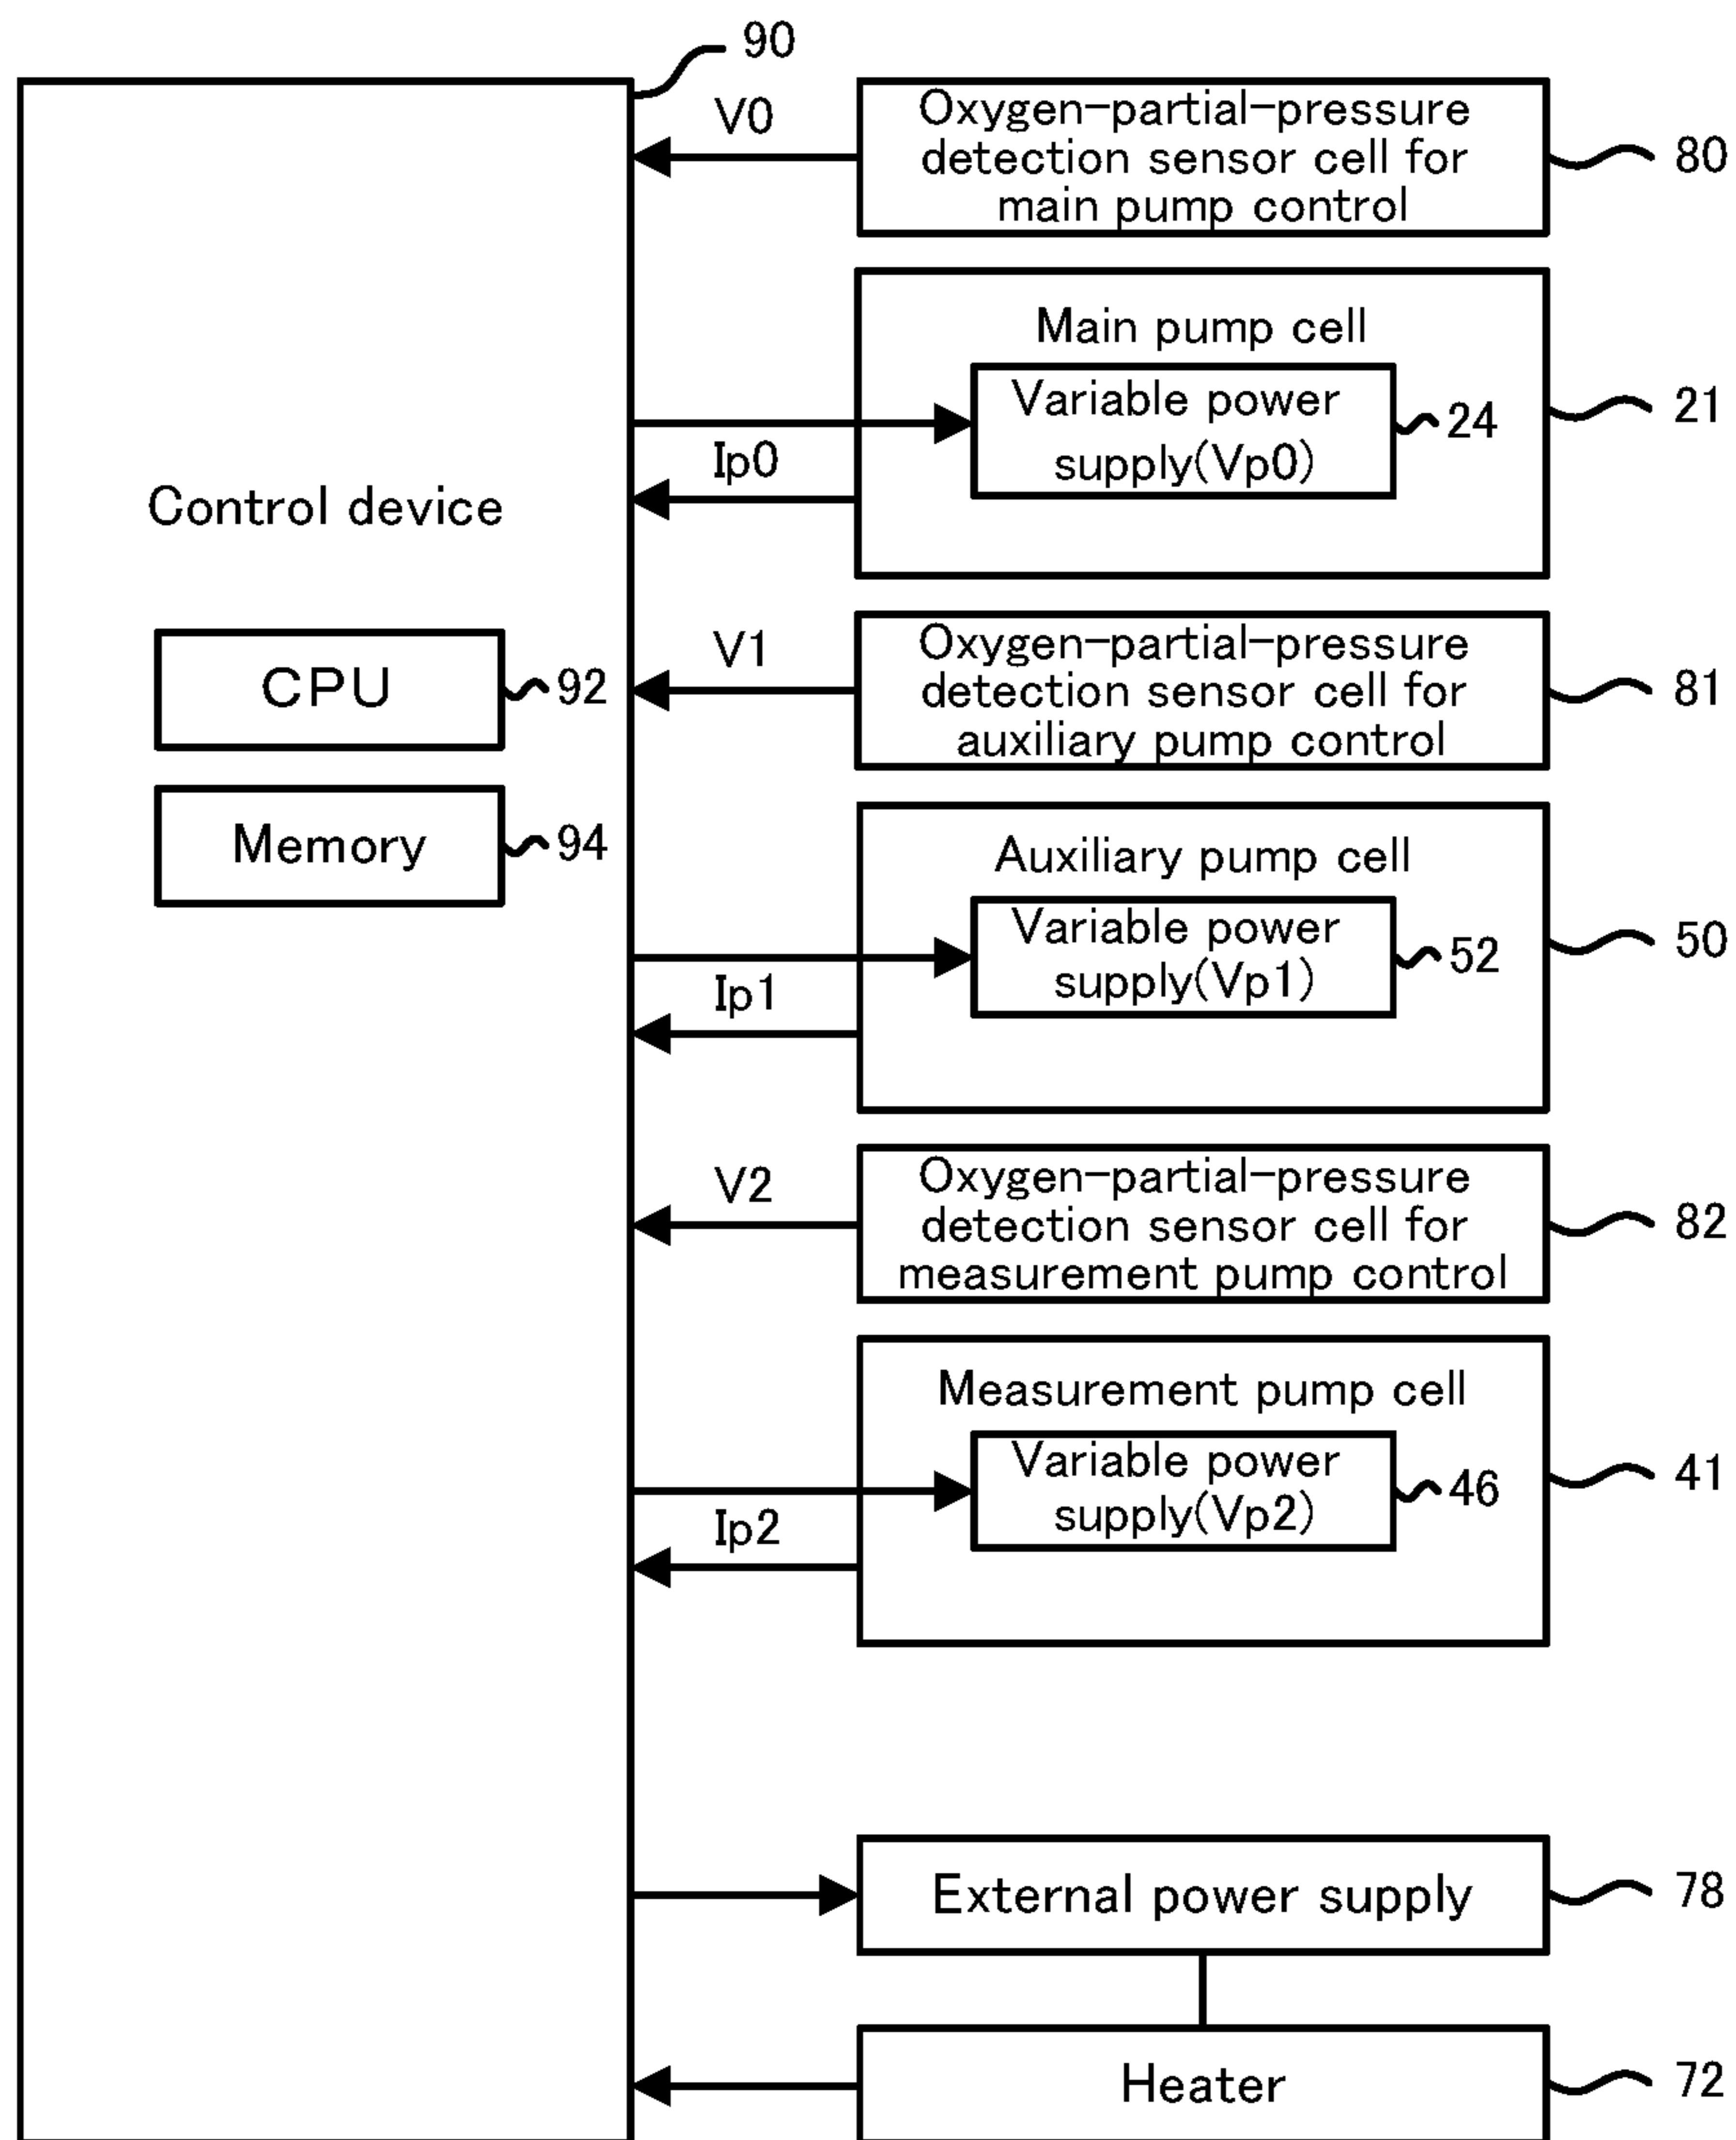 90
Control device
CPU
92
Memory
94
V0
Oxygen-partial-pressure
detection sensor cell for
main pump control
80
Main pump cell
Variable power
supply(Vp0)
24
21
Ip0
V1
Oxygen-partial-pressure
detection sensor cell for
auxiliary pump control
81
Auxiliary pump cell
Variable power
supply(Vp1)
52
50
Ip1
V2
Oxygen-partial-pressure
detection sensor cell for
measurement pump control
82
Measurement pump cell
Variable power
supply(Vp2)
46
41
Ip2
External power supply
78
Heater
72